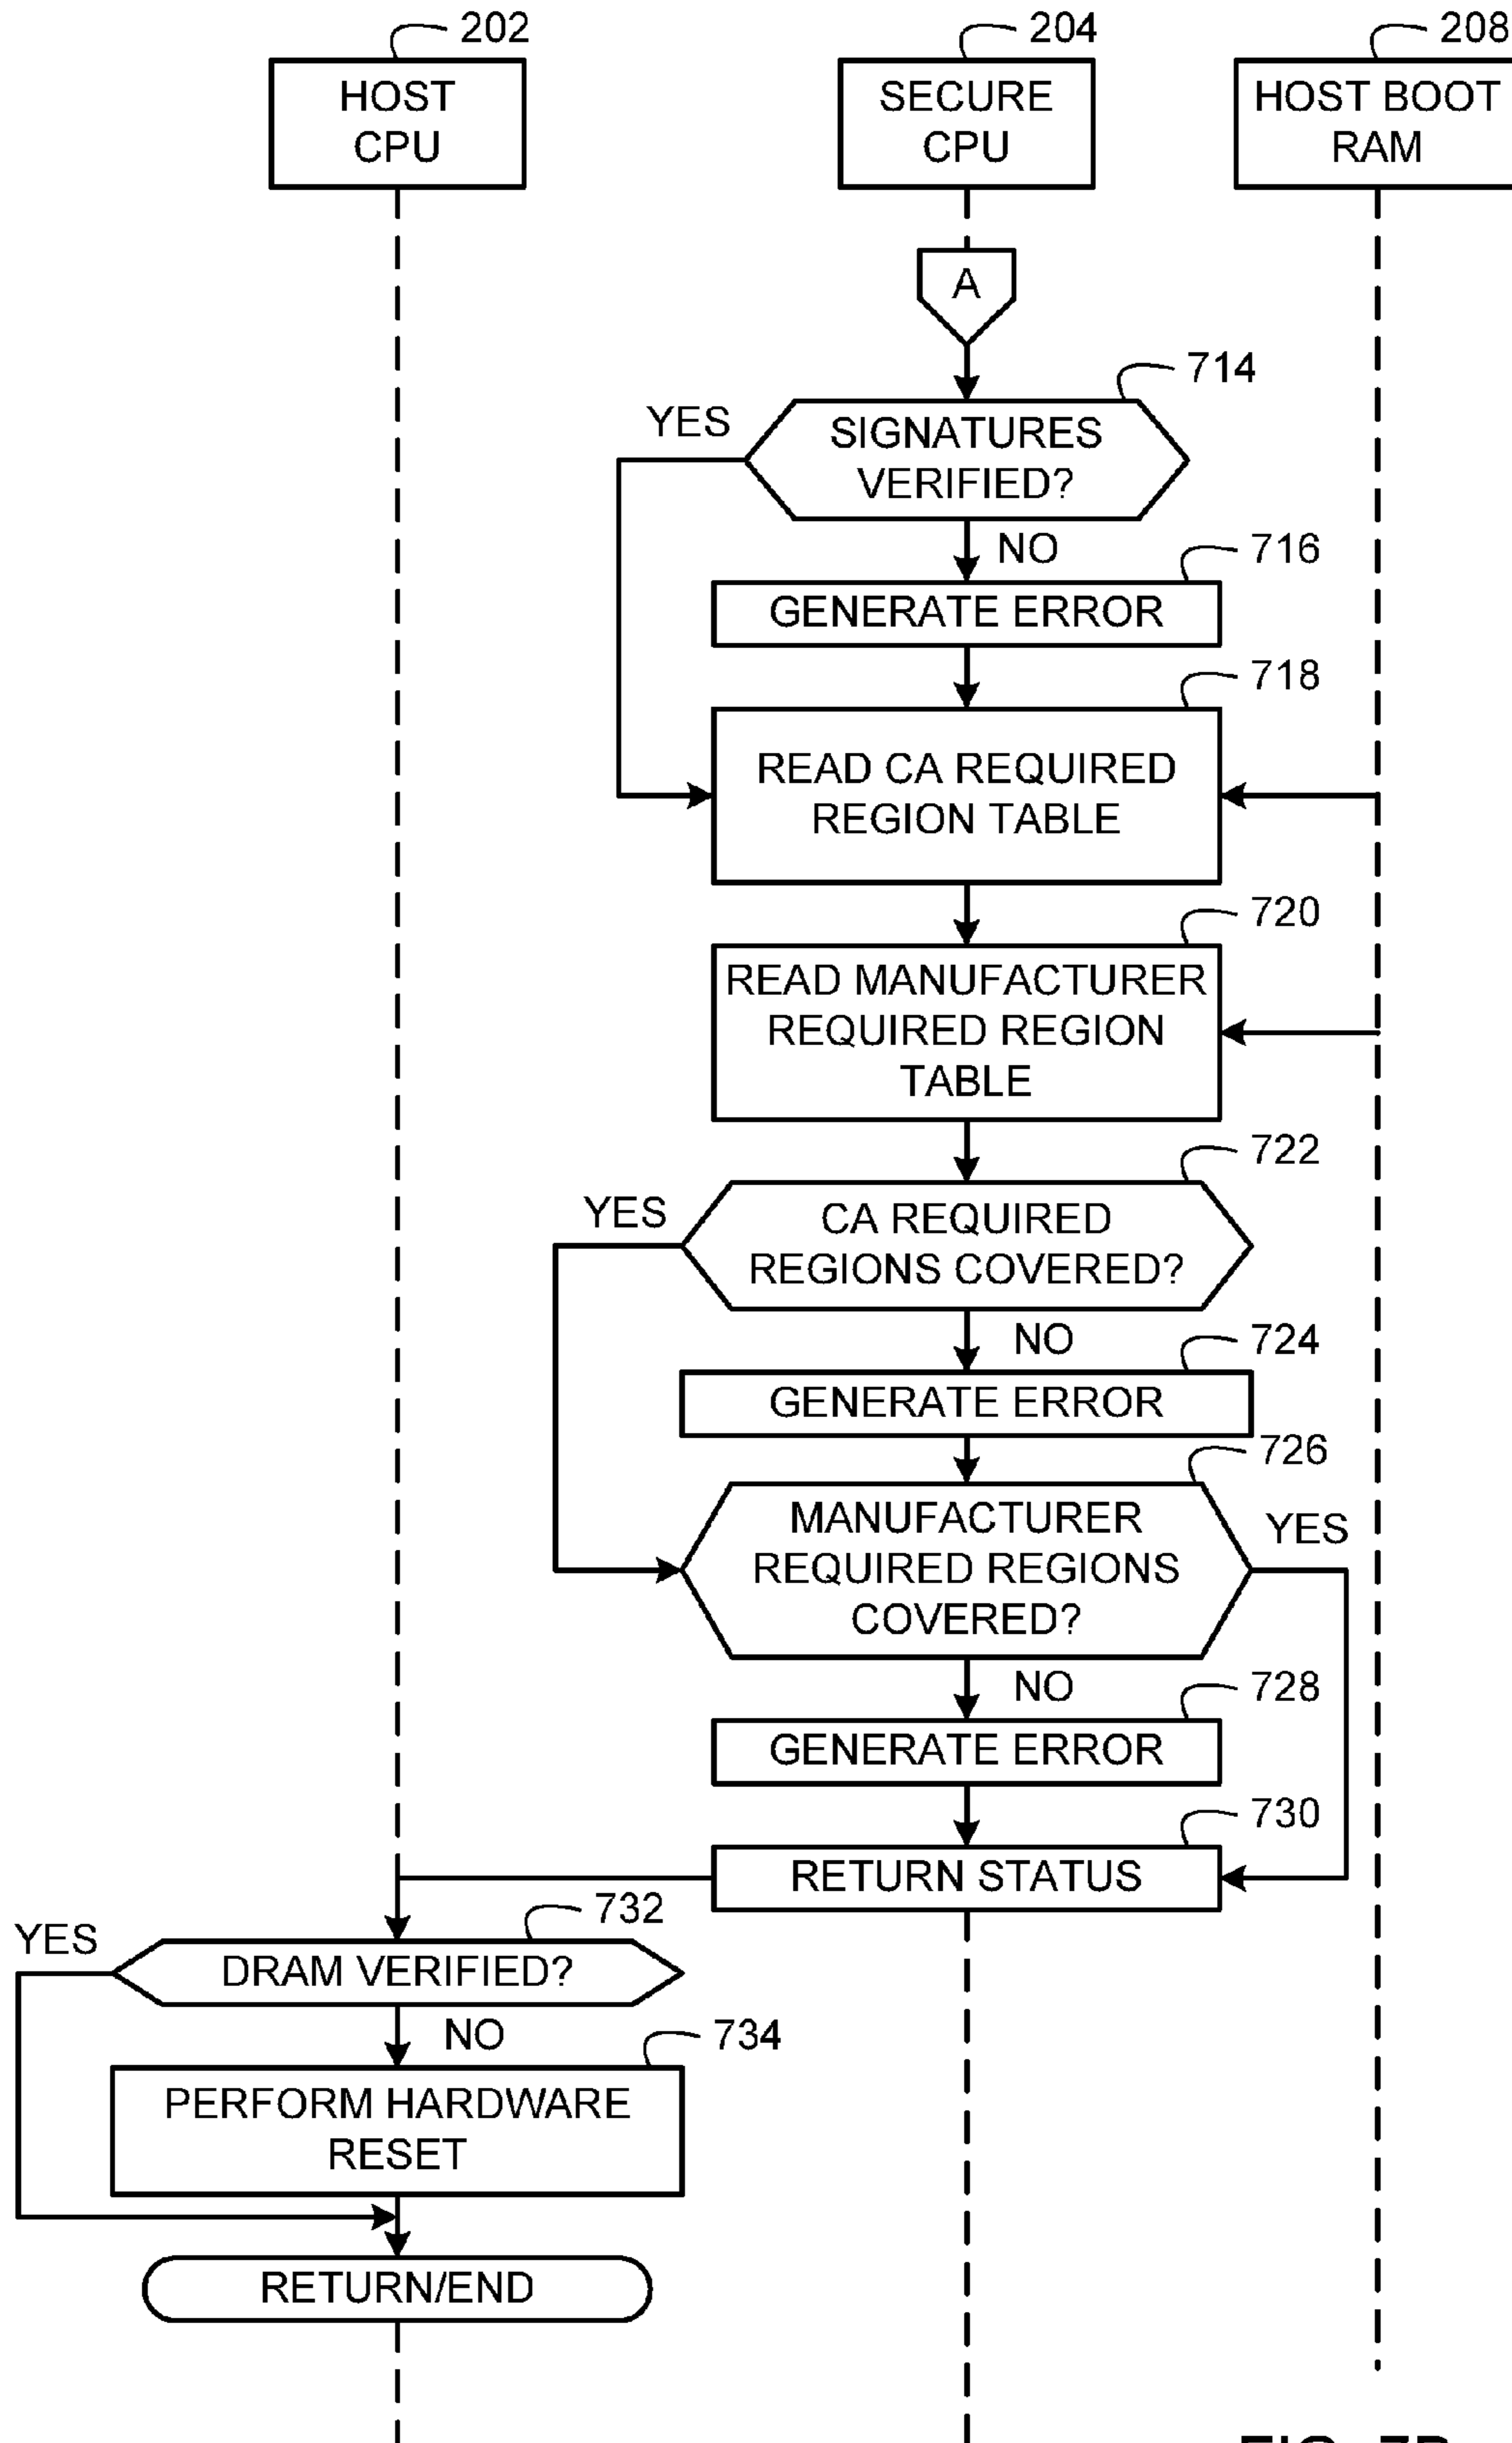 202
204
208
HOST
CPU
SECURE
CPU
HOST BOOT
RAM
A
714
YES
SIGNATURES
VERIFIED?
NO
716
GENERATE ERROR
718
READ CA REQUIRED
REGION TABLE
720
READ MANUFACTURER
REQUIRED REGION
TABLE
722
YES
CA REQUIRED
REGIONS COVERED?
NO
724
GENERATE ERROR
726
MANUFACTURER
REQUIRED REGIONS
COVERED?
YES
NO
728
GENERATE ERROR
730
RETURN STATUS
732
YES
DRAM VERIFIED?
NO
734
PERFORM HARDWARE
RESET
RETURN/END